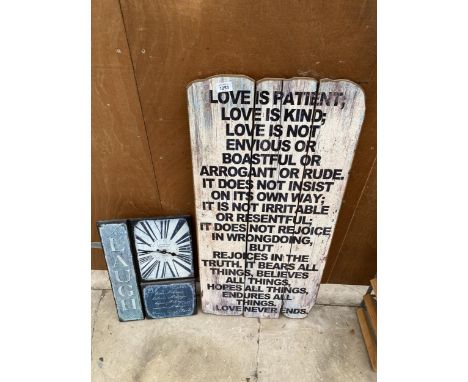 LOVE IS PATIENT;
LOVE IS KIND;
LOVE IS NOT
ENVIOUS OR
BOASTFUL OR
ARROGANT OR RUDE.
IT DOES NOT INSIST
ON ITS OWN WAY;
IT IS NOT IRRITABLE
OR RESENTFUL;
IT DOES NOT REJOICE
IN WRONGDOING,
BUT
REJOICES IN THE
TRUTH. IT BEARS ALL
THINGS, BELIEVES
ALL THINGS,
HOPES ALL THINGS,
ENDURES ALL
THINGS.
LOVE NEVER ENDS.
LAUGH